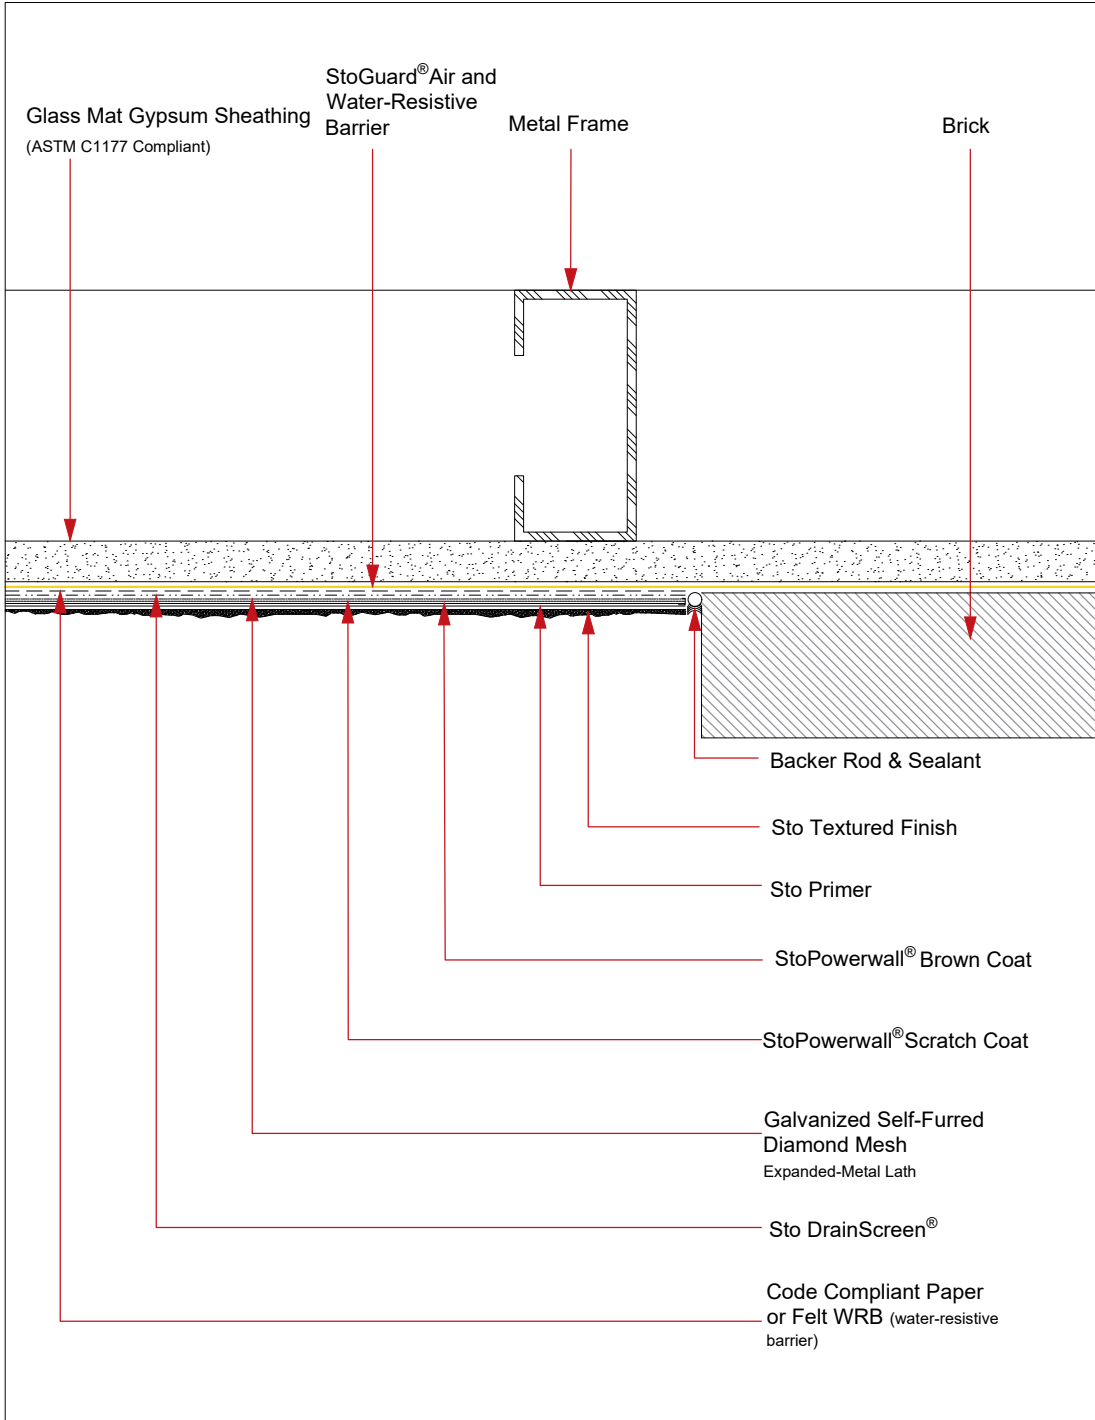 Glass Mat Gypsum Sheathing
(ASTM C1177 Compliant)
StoGuard® Air and
Water-Resistive
Barrier
Metal Frame
Brick
Backer Rod & Sealant
Sto Textured Finish
Sto Primer
StoPowerwall® Brown Coat
StoPowerwall® Scratch Coat
Galvanized Self-Furred
Diamond Mesh
Expanded-Metal Lath
Sto DrainScreen®
Code Compliant Paper
or Felt WRB (water-resistive
barrier)